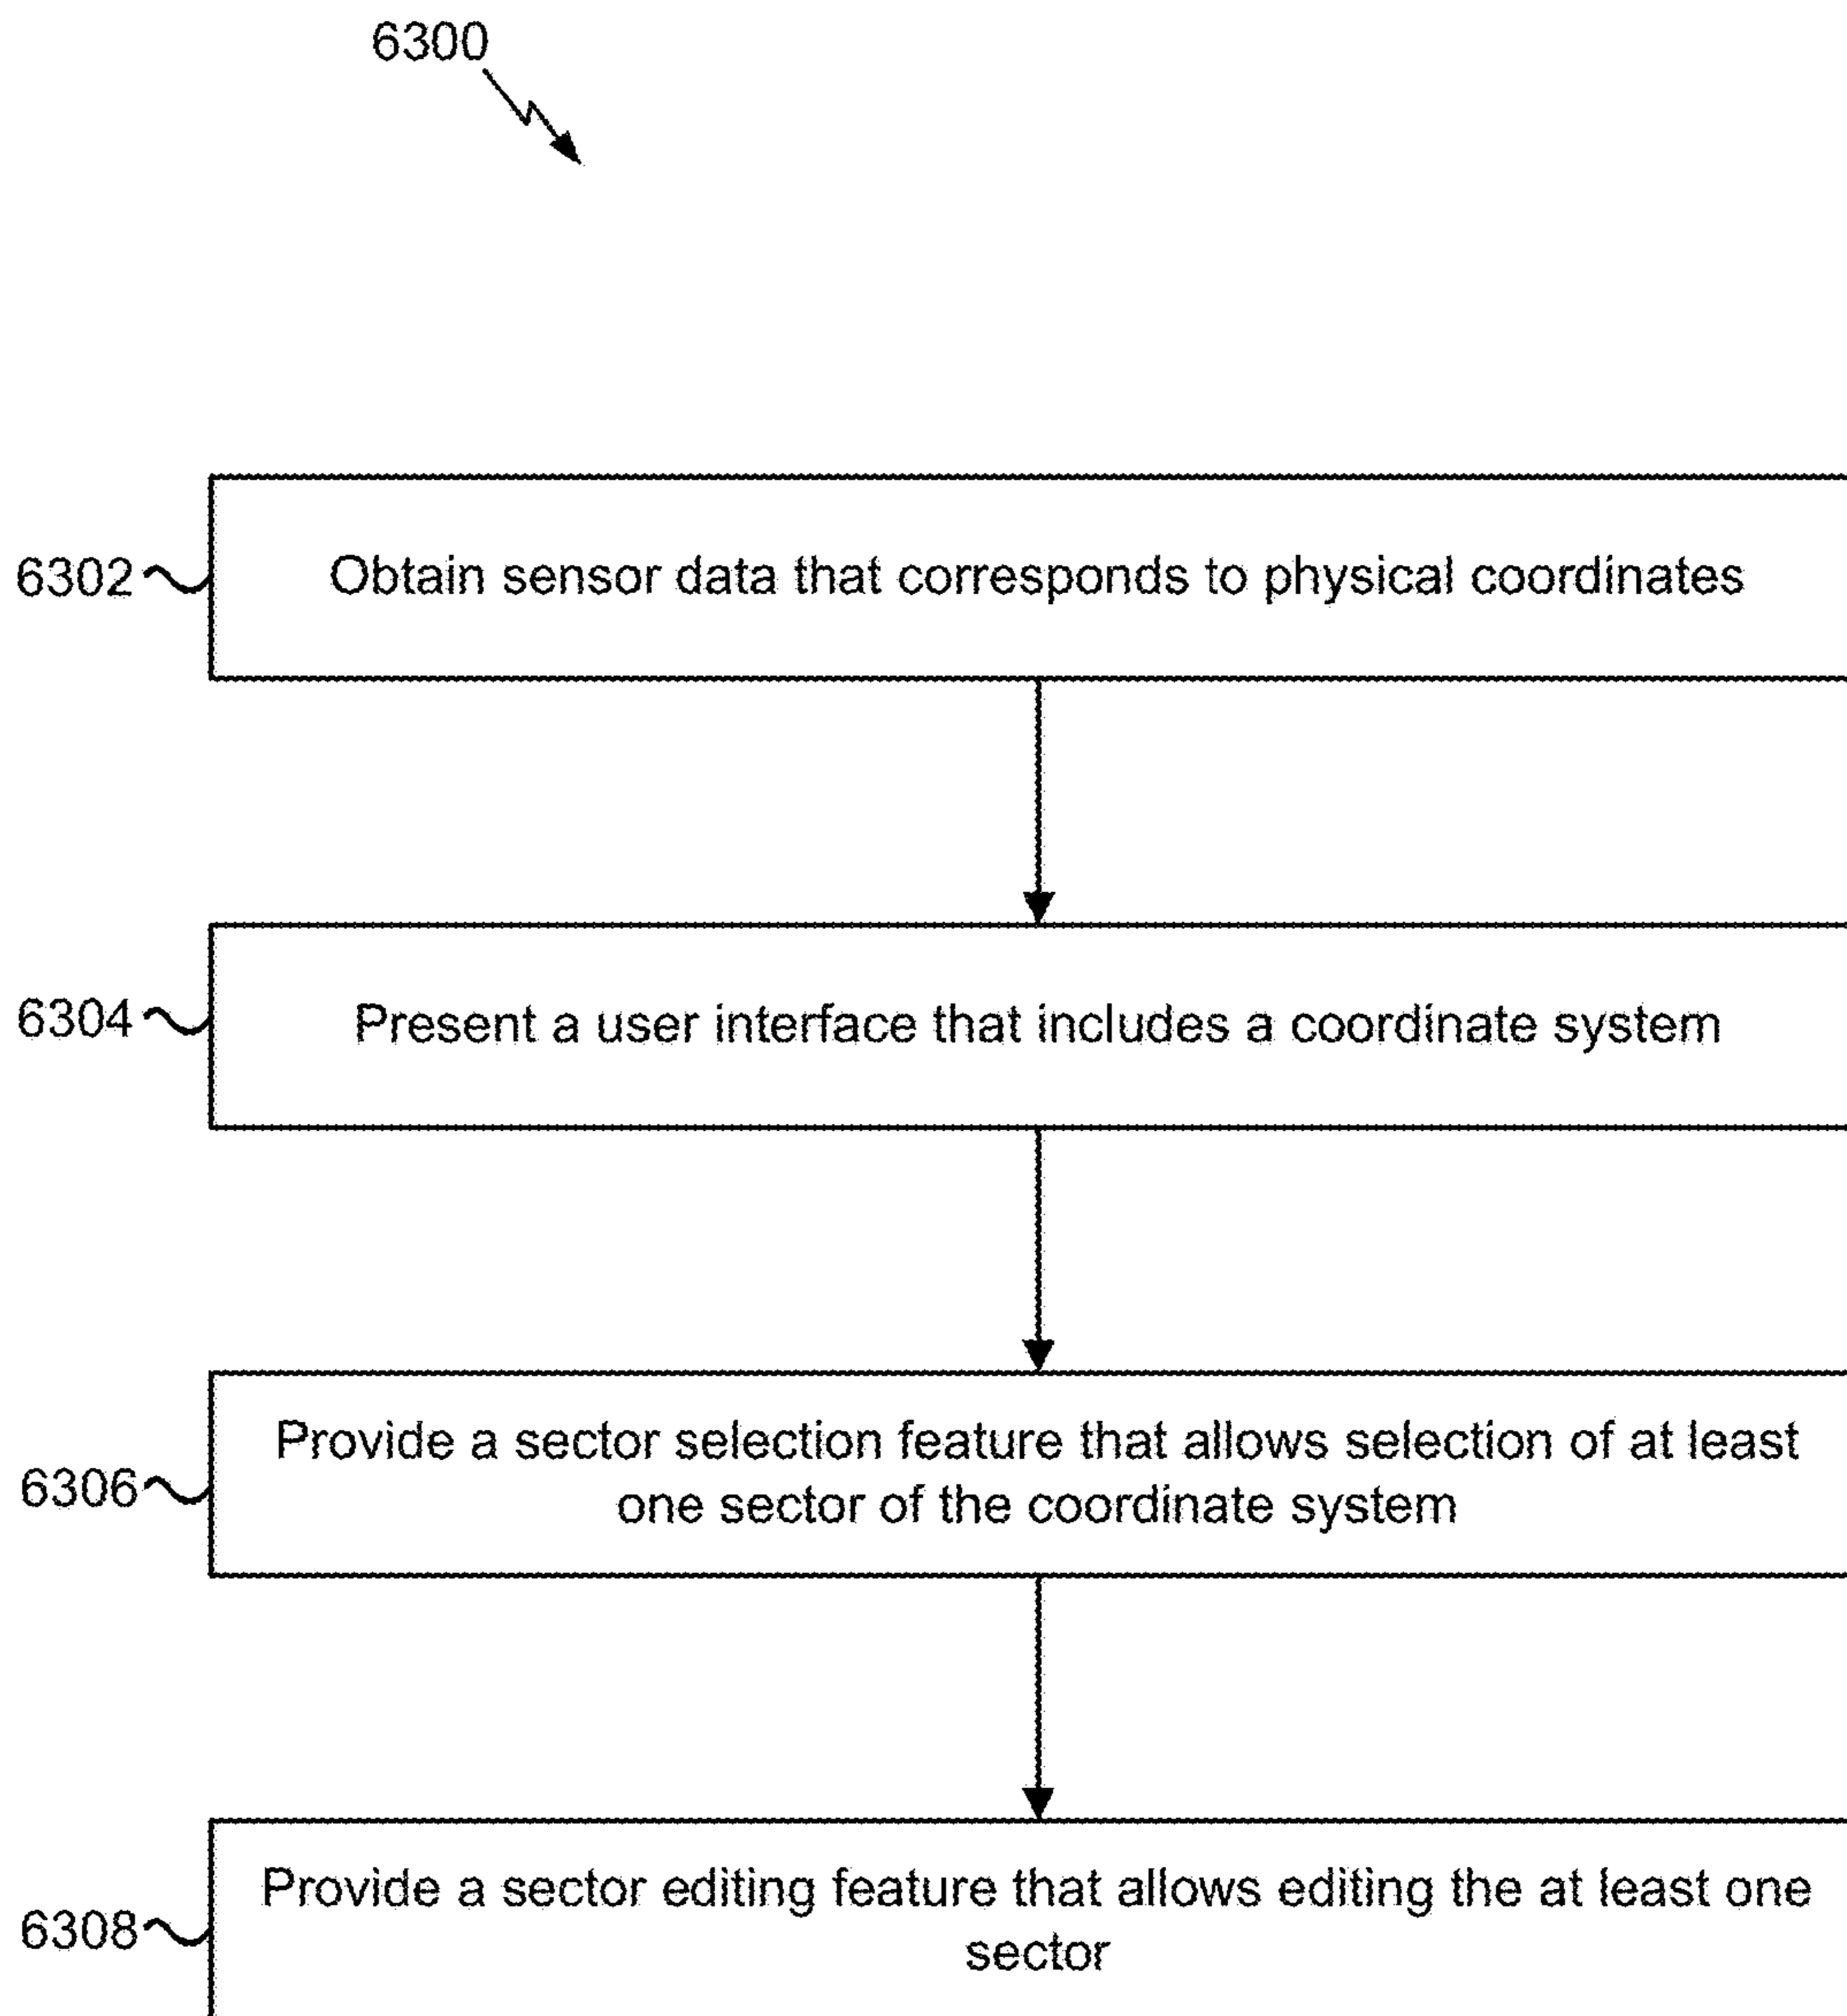 6300
6302
Obtain sensor data that corresponds to physical coordinates
6304
Present a user interface that includes a coordinate system
6306
Provide a sector selection feature that allows selection of at least
one sector of the coordinate system
6308
Provide a sector editing feature that allows editing the at least one
sector